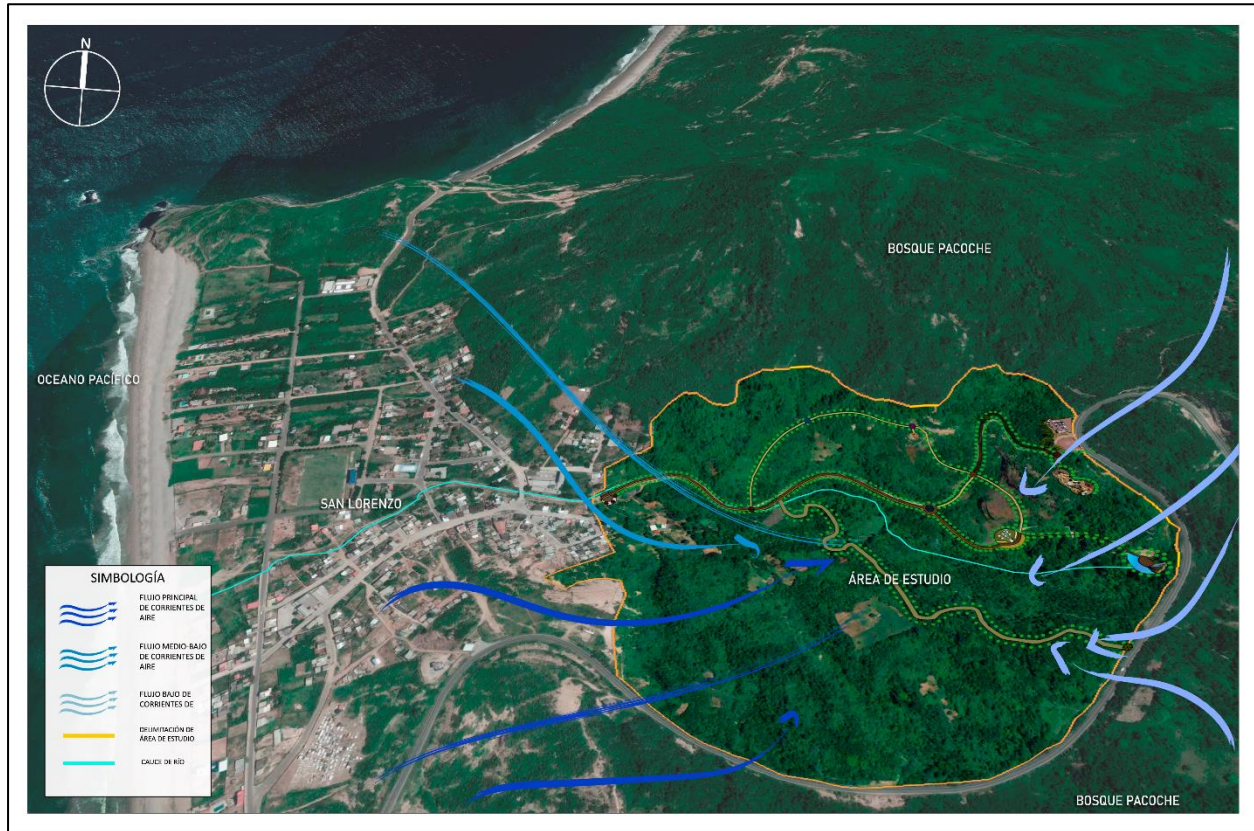 N
BOSQUE PACOCHE
OCEANO PACÍFICO
SAN LORENZO
ÁREA DE ESTUDIO
SIMBOLOGÍA
FLUJO PRINCIPAL
DE CORRIENTES DE
AIRE
FLUJO MEDIO-BAJO
DE CORRIENTES DE
AIRE
FLUJO BAJO DE
CORRIENTES DE
DELIMITACIÓN DE
ÁREA DE ESTUDIO
CAUCE DE RÍO
BOSQUE PACOCHE